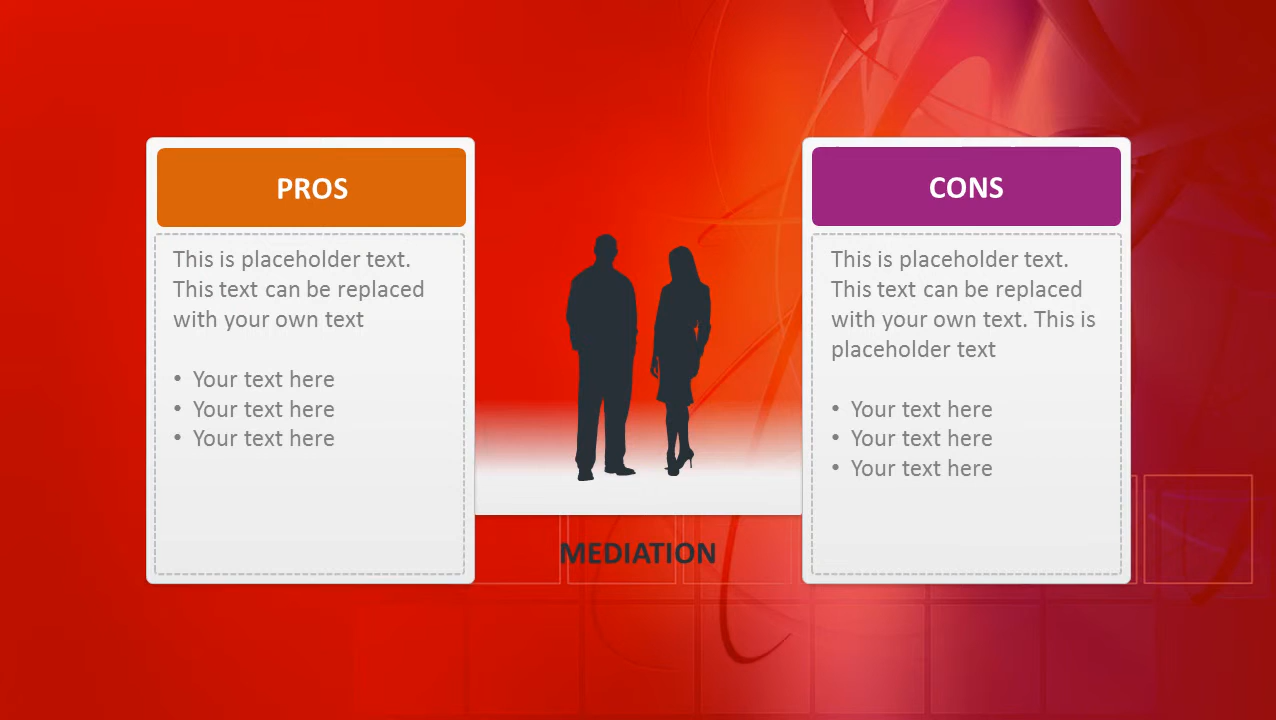 PROS
This is placeholder text.
This text can be replaced
with your own text
• Your text here
• Your text here
• Your text here
MEDIATION
CONS
This is placeholder text.
This text can be replaced
with your own text. This is
placeholder text
• Your text here
• Your text here
• Your text here